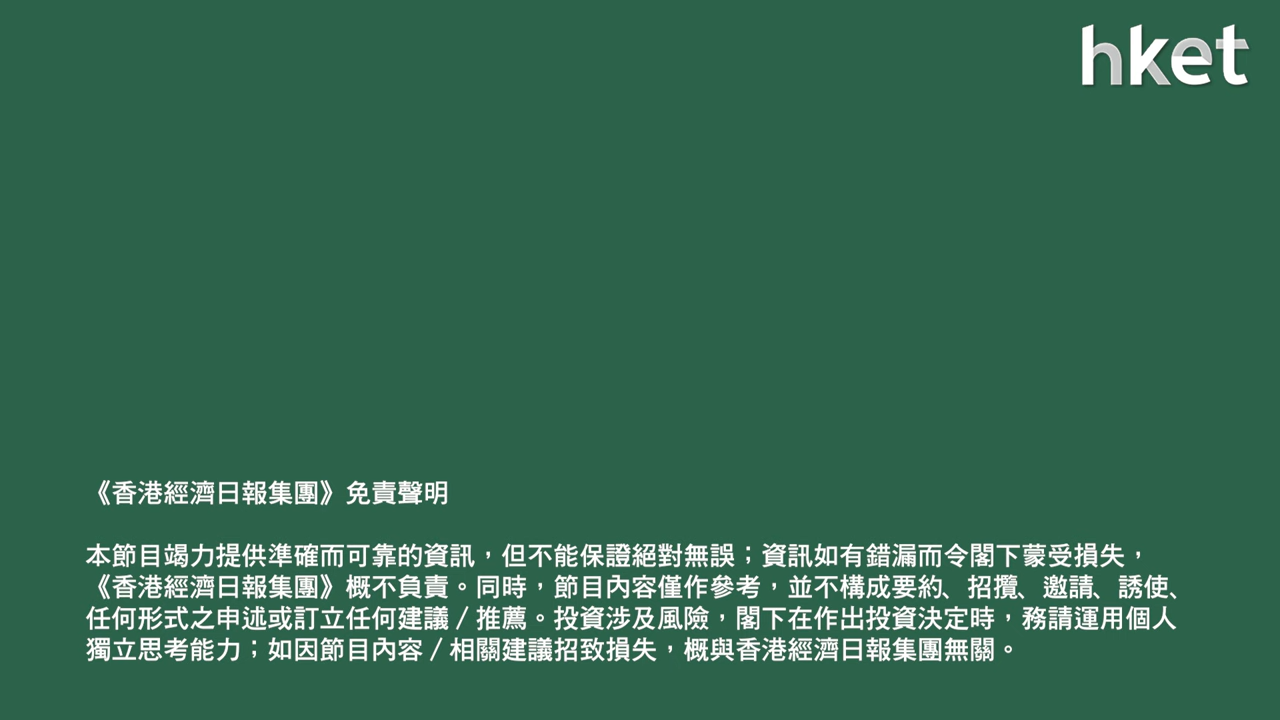 hket
《香港經濟日報集團》免責聲明
本節目竭力提供準確而可靠的資訊，但不能保證絕對無誤；資訊如有錯漏而令閣下蒙受損失，
《香港經濟日報集團》概不負責。同時，節目內容僅作參考，並不構成要約、招攬、邀請、誘使、
任何形式之申述或訂立任何建議／推薦。投資涉及風險，閣下在作出投資決定時，務請運用個人
獨立思考能力；如因節目內容／相關建議招致損失，概與香港經濟日報集團無關。